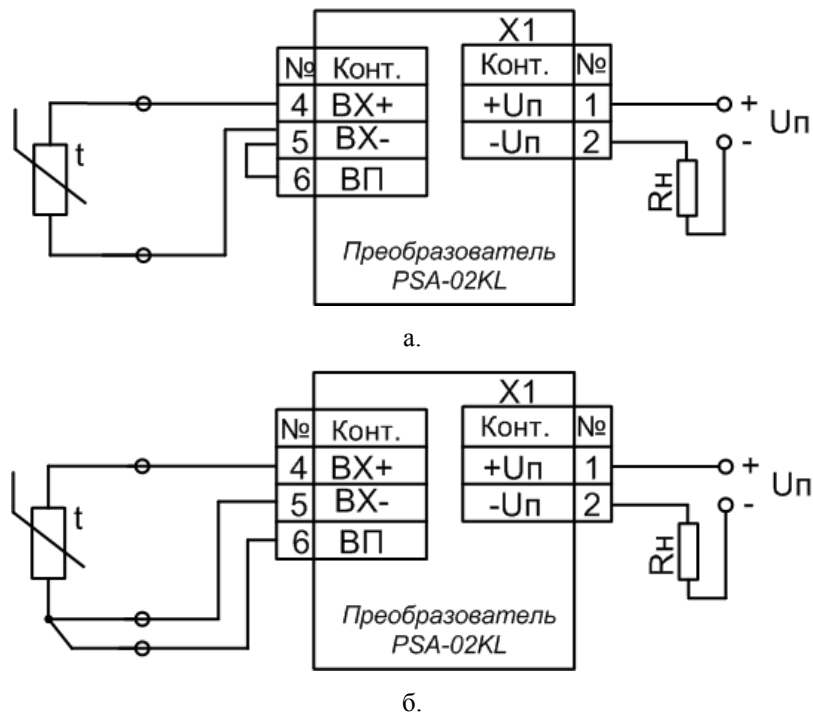 X1
№ Конт. Конт. №
4 ВХ+ +Uп 1 +
Uп
5 ВХ- -Uп 2 -
t
6 ВП
Rн
Преобразователь
PSA-02KL
а.
X1
№ Конт. Конт. №
4 ВХ+ +Uп 1 +
Uп
5 ВХ- -Uп 2 -
t
6 ВП
Rн
Преобразователь
PSA-02KL
б.